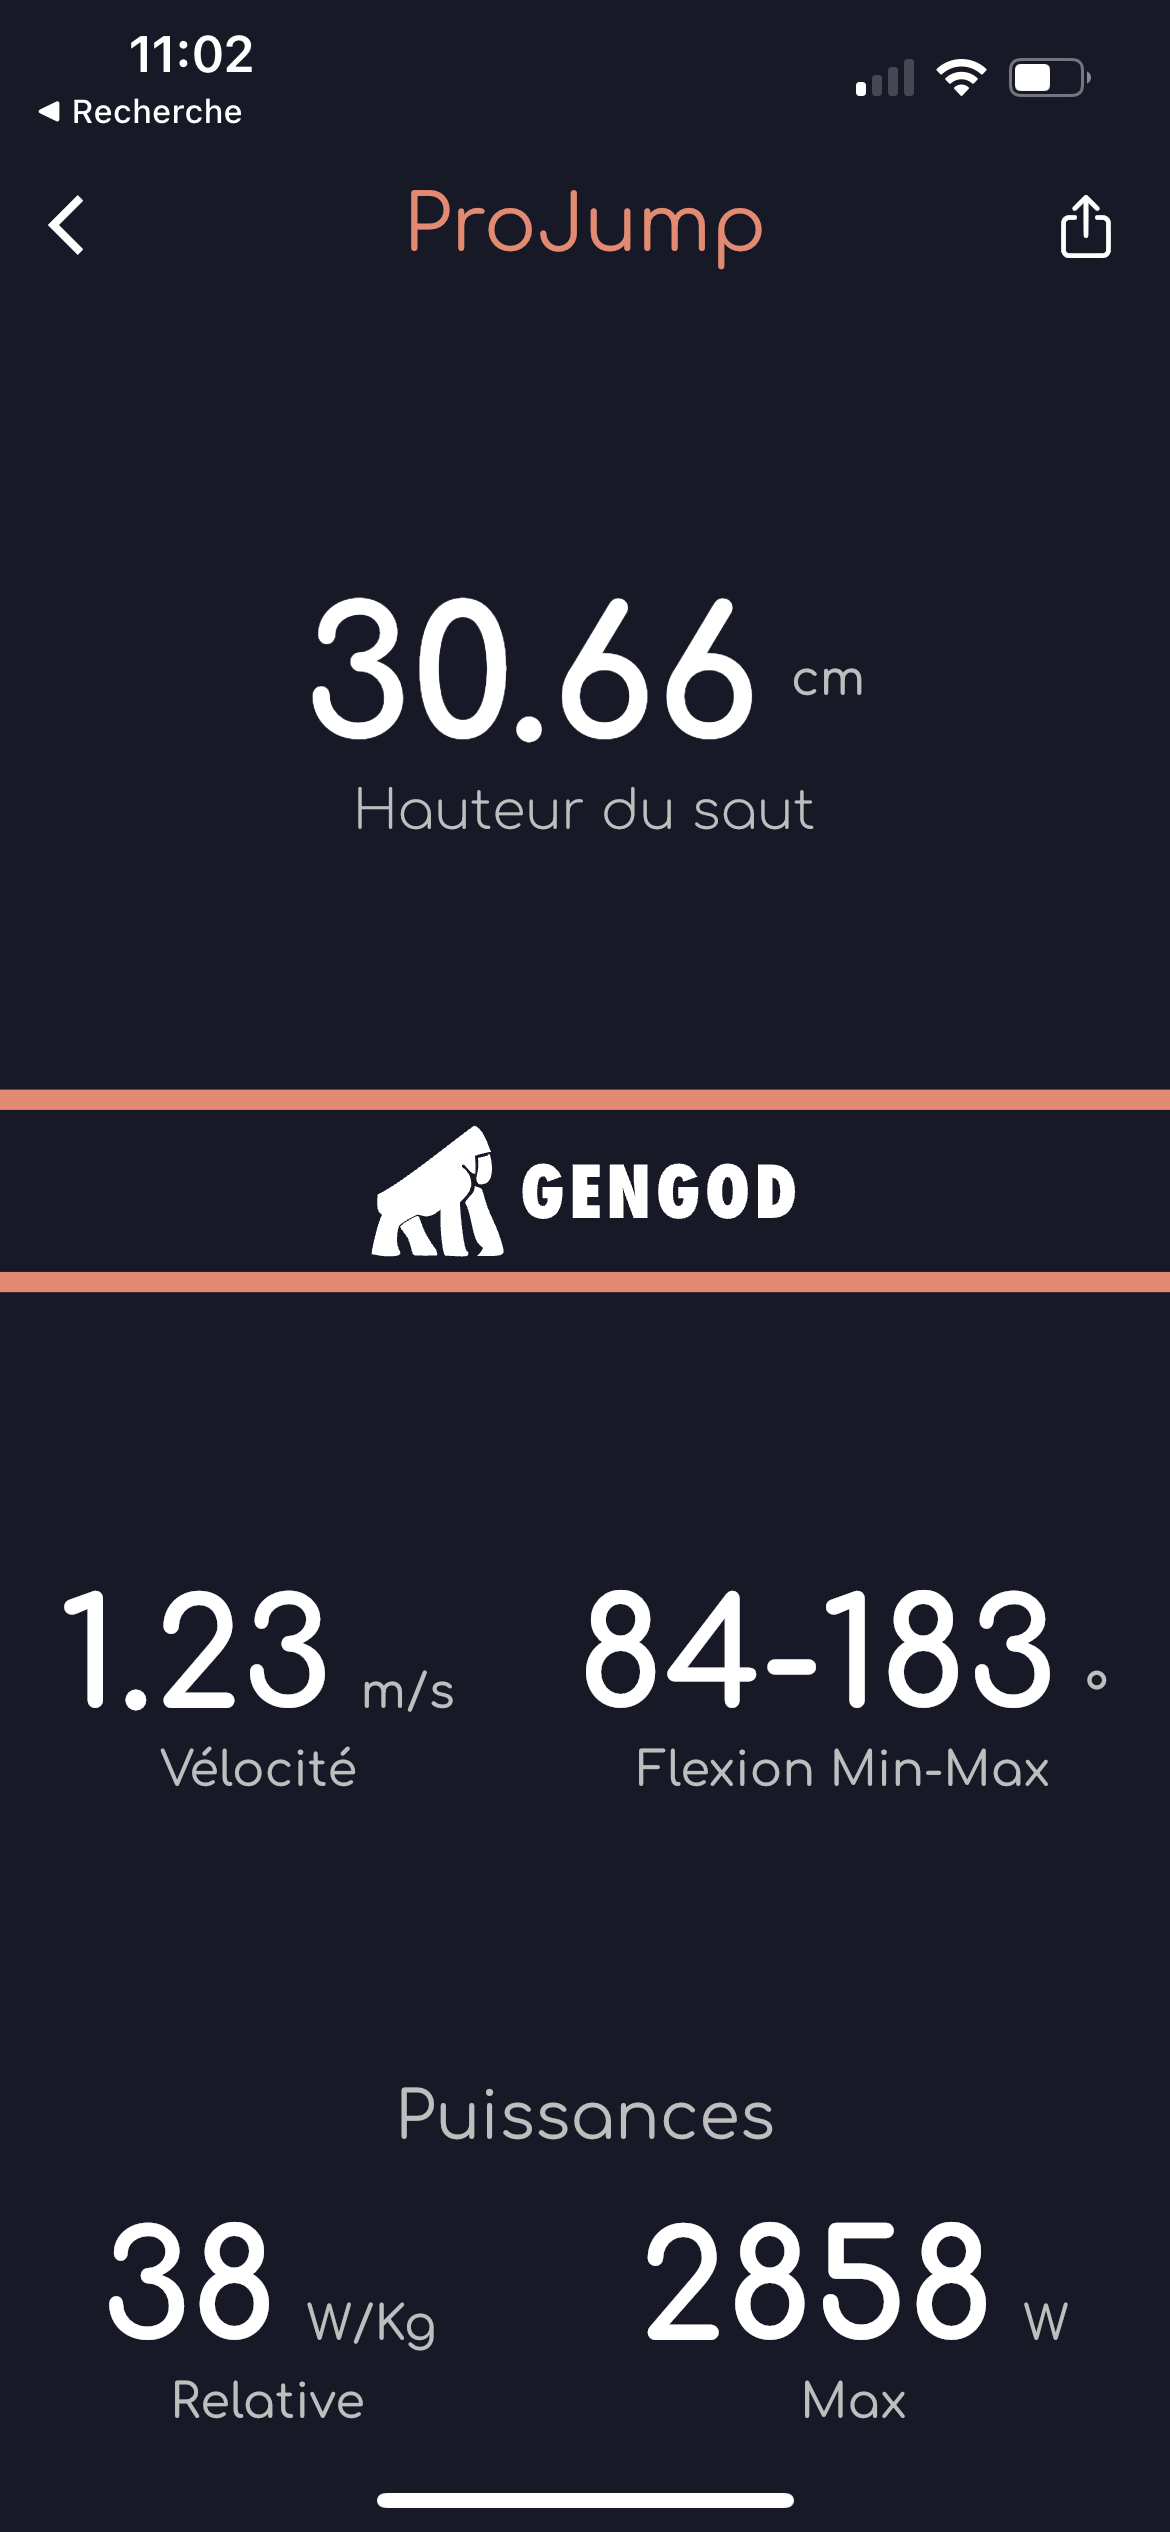 11:02
Recherche
ProJump
30.66 cm
Hauteur du saut
GENGOD
1.23 m/s
Vélocité
84-183 °
Flexion Min-Max
Puissances
38 W/Kg
Relative
2858 W
Max